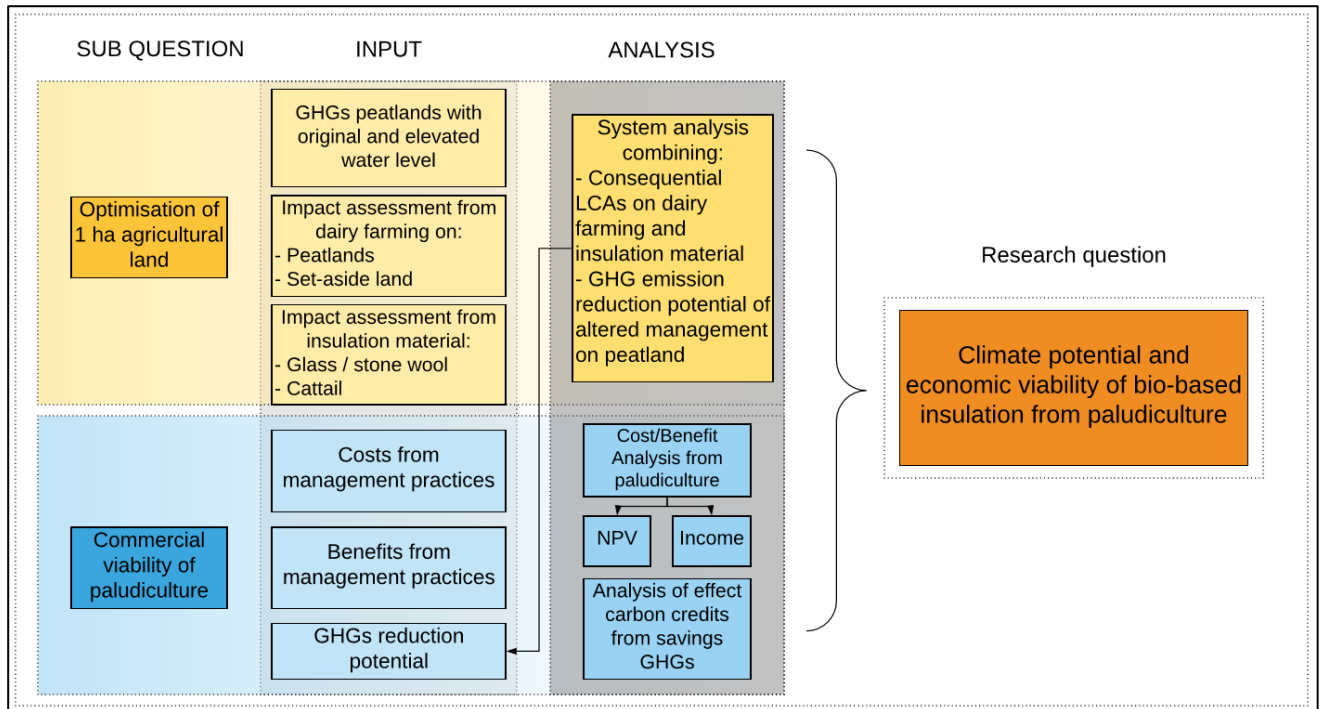 SUB QUESTION
INPUT
ANALYSIS
Optimisation of
1 ha agricultural
land
GHGs peatlands with
original and elevated
water level
Impact assessment from
dairy farming on:
- Peatlands
- Set-aside land
Impact assessment from
insulation material:
- Glass / stone wool
- Cattail
System analysis
combining:
- Consequential
LCAs on dairy
farming and
insulation material
- GHG emission
reduction potential of
altered management
on peatland
Commercial
viability of
paludiculture
Costs from
management practices
Benefits from
management practices
GHGs reduction
potential
Cost/Benefit
Analysis from
paludiculture
NPV
Income
Analysis of effect
carbon credits
from savings
GHGs
Research question
Climate potential and
economic viability of bio-based
insulation from paludiculture